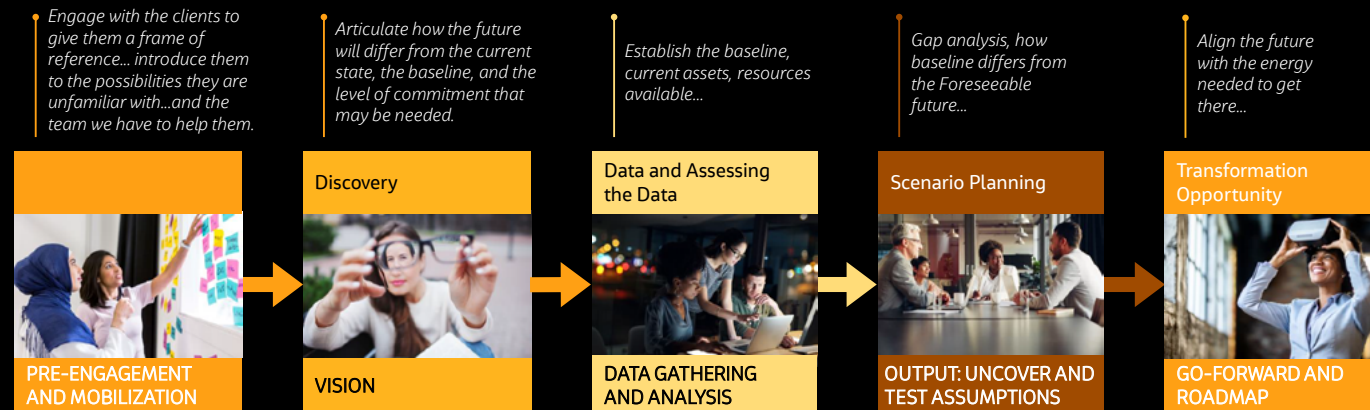 Engage with the clients to
give them a frame of
reference... introduce them
to the possibilities they are
unfamiliar with...and the
team we have to help them.
Articulate how the future
will differ from the current
state, the baseline, and the
level of commitment that
may be needed.
Establish the baseline,
current assets, resources
available...
Gap analysis, how
baseline differs from
the Foreseeable
future...
Align the future
with the energy
needed to get
there...
Discovery
Data and Assessing
the Data
Scenario Planning
Transformation
Opportunity
PRE-ENGAGEMENT
AND MOBILIZATION
VISION
DATA GATHERING
AND ANALYSIS
OUTPUT: UNCOVER AND
TEST ASSUMPTIONS
GO-FORWARD AND
ROADMAP